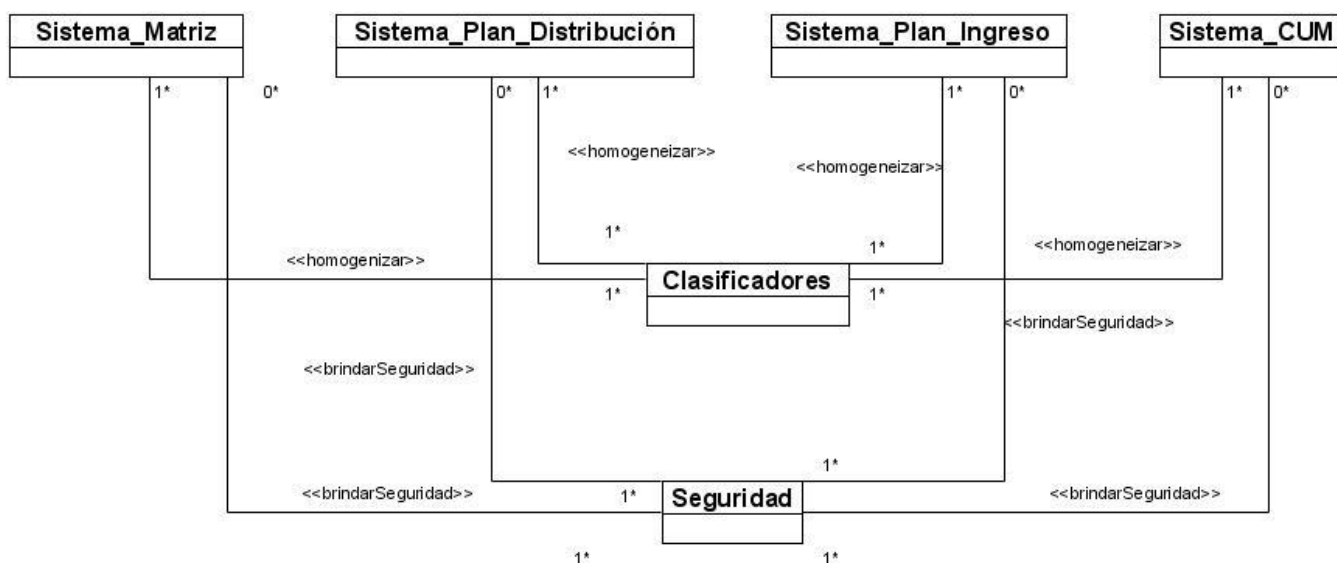 Sistema_Matriz
Sistema_Plan_Distribución
Sistema_Plan_Ingreso
Sistema_CUM
1*
0*
0*
1*
1*
0*
1*
0*
<<homogeneizar>>
<<homogeneizar>>
1*
1*
<<homogeneizar>>
<<homogenizar>>
Clasificadores
1*
1*
<<brindarSeguridad>>
<<brindarSeguridad>>
1*
<<brindarSeguridad>>
1*
Seguridad
<<brindarSeguridad>>
1*
1*